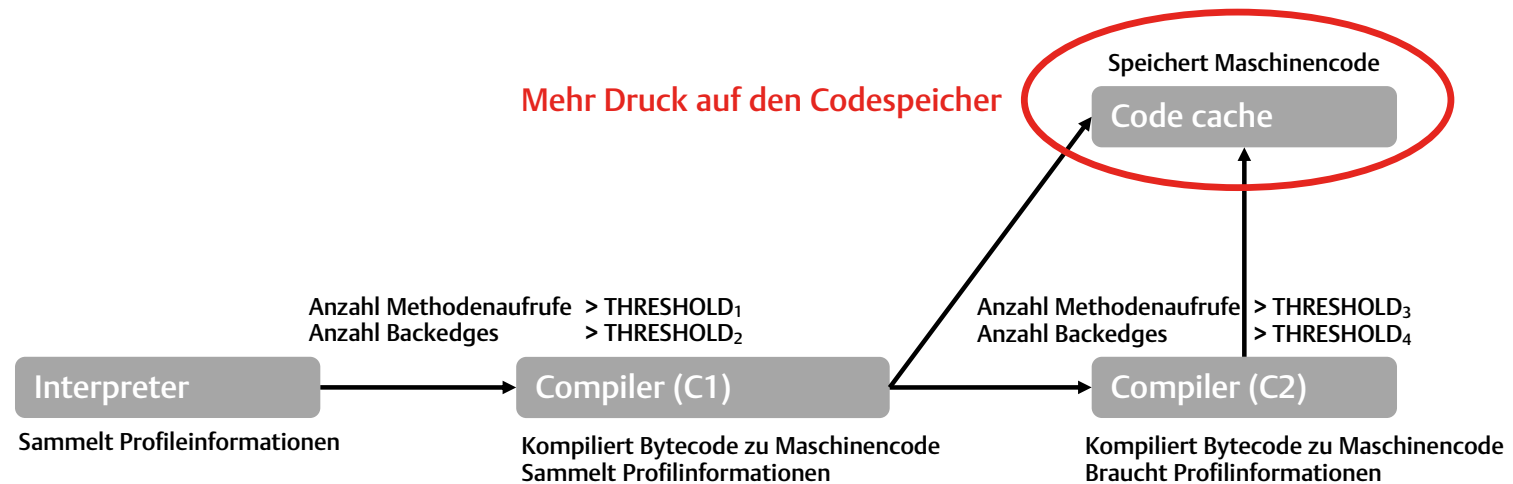 Speichert Maschinencode
Mehr Druck auf den Codespeicher
Code cache
Anzahl Methodenaufrufe > THRESHOLD₁
Anzahl Backedges > THRESHOLD₂
Anzahl Methodenaufrufe > THRESHOLD₃
Anzahl Backedges > THRESHOLD₄
Interpreter
Compiler (C1)
Compiler (C2)
Sammelt Profileinformationen
Kompiliert Bytecode zu Maschinencode
Sammelt Profilinformationen
Kompiliert Bytecode zu Maschinencode
Braucht Profilinformationen